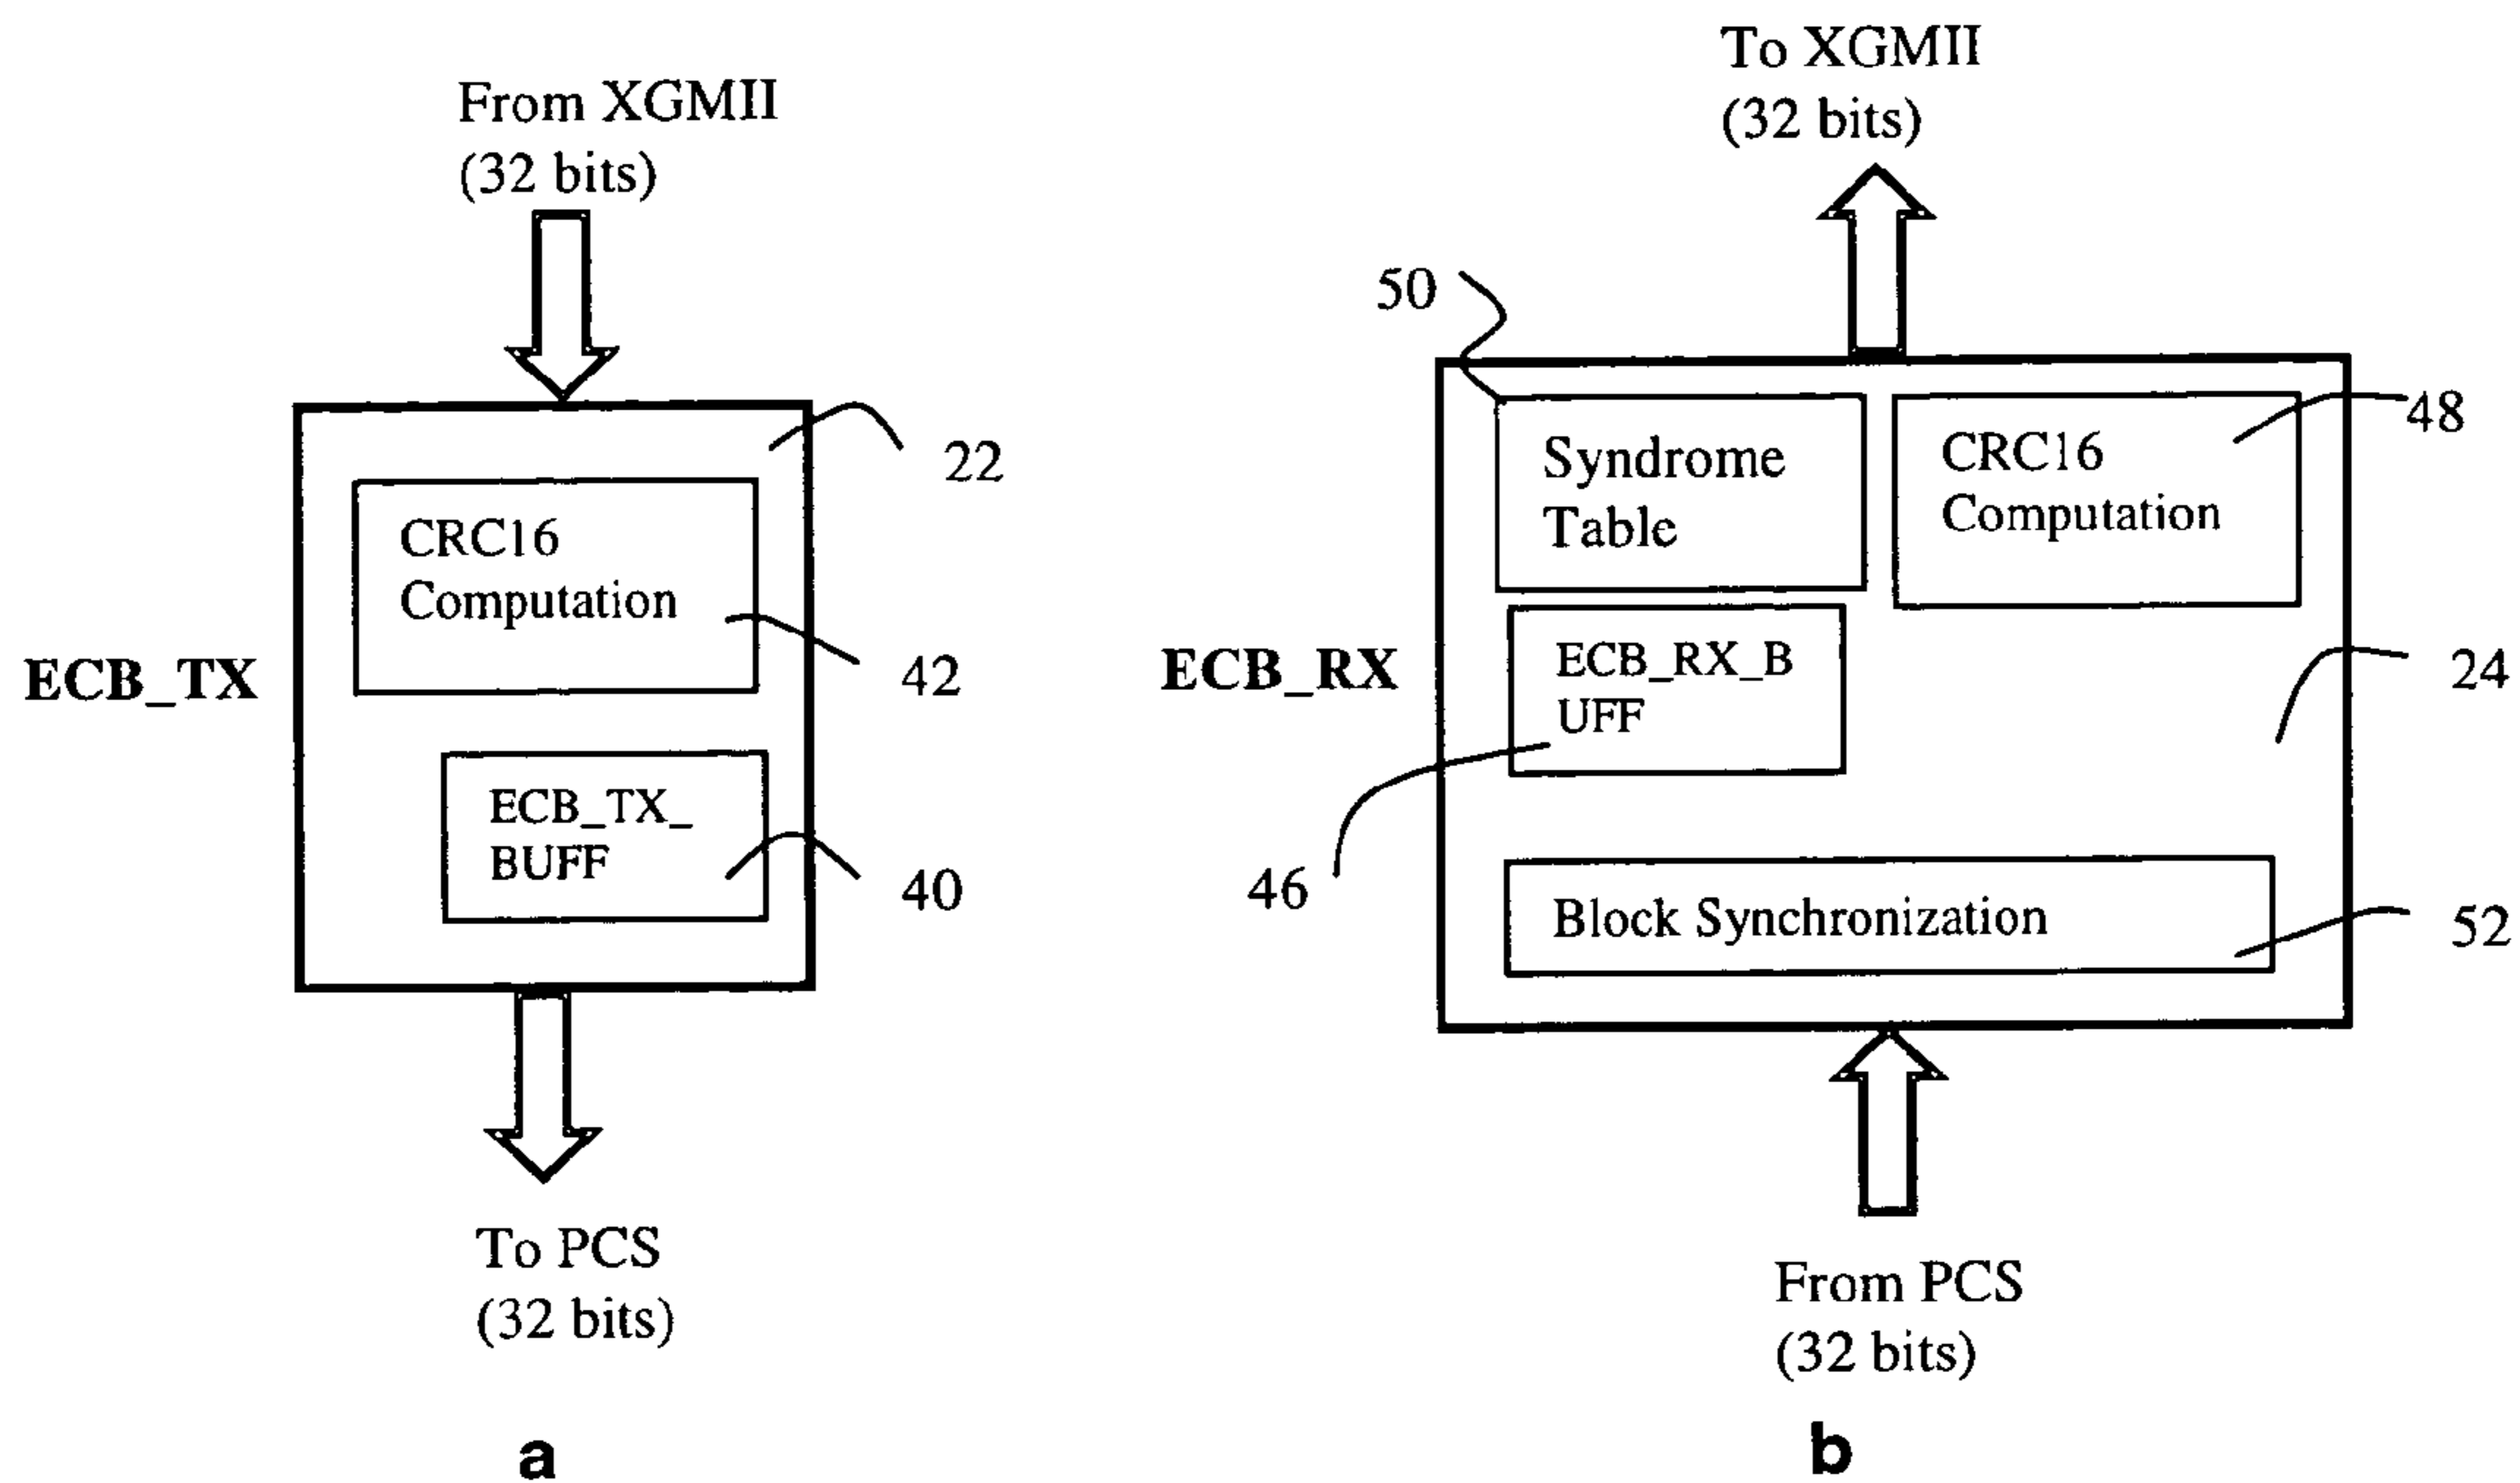 From XGMII
(32 bits)
22
CRC16
Computation
42
ECB_TX
ECB_TX_
BUFF
40
To PCS
(32 bits)
a
To XGMII
(32 bits)
50
48
Syndrome
Table
CRC16
Computation
ECB_RX
ECB_RX_B
UFF
24
46
Block Synchronization
52
From PCS
(32 bits)
b